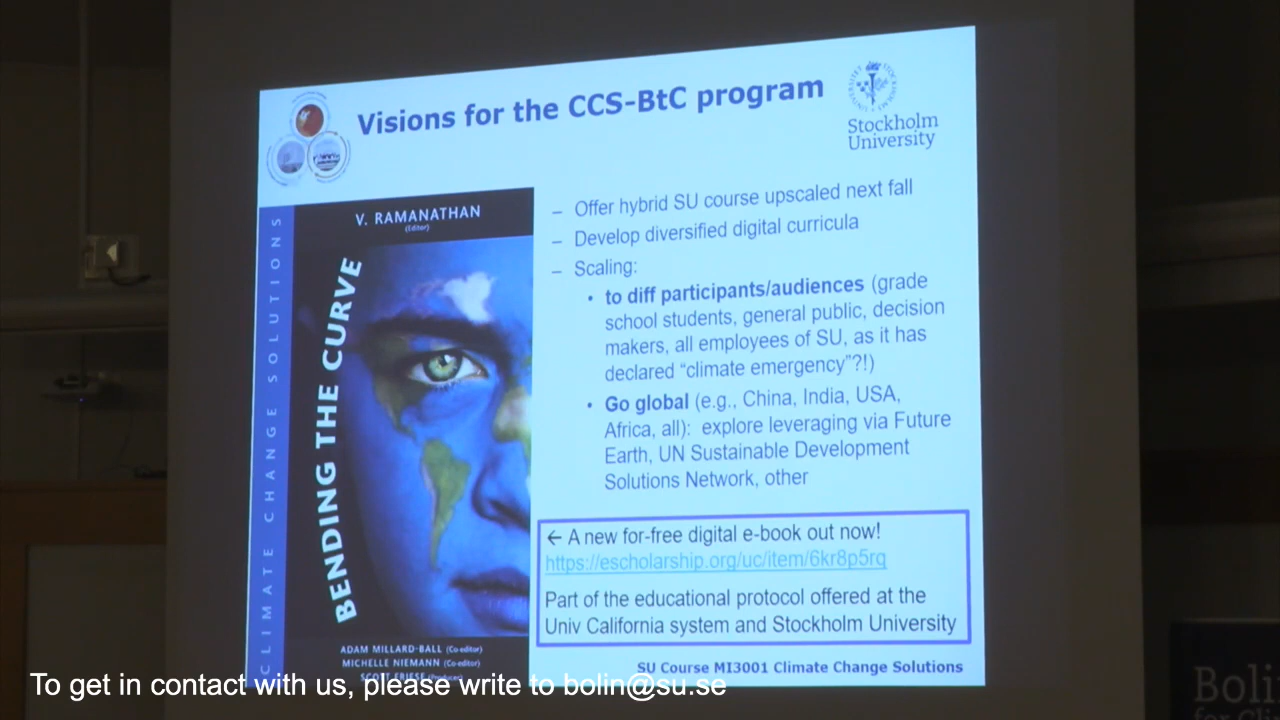 Visions for the CCS-BtC program
Stockholm
University
CLIMATE CHANGE SOLUTIONS
V. RAMANATHAN
(Editor)
BENDING THE CURVE
ADAM MILLARD-BALL (Co-editor)
MICHELLE NIEMANN (Co-editor)
SCOTT FRIESE (Producer)
– Offer hybrid SU course upscaled next fall
– Develop diversified digital curricula
– Scaling:
• to diff participants/audiences (grade
school students, general public, decision
makers, all employees of SU, as it has
declared “climate emergency”?!)
• Go global (e.g., China, India, USA,
Africa, all): explore leveraging via Future
Earth, UN Sustainable Development
Solutions Network, other
← A new for-free digital e-book out now!
https://escholarship.org/uc/item/6kr8p5rq
Part of the educational protocol offered at the
Univ California system and Stockholm University
SU Course MI3001 Climate Change Solutions
To get in contact with us, please write to bolin@su.se
Boli
for Cli